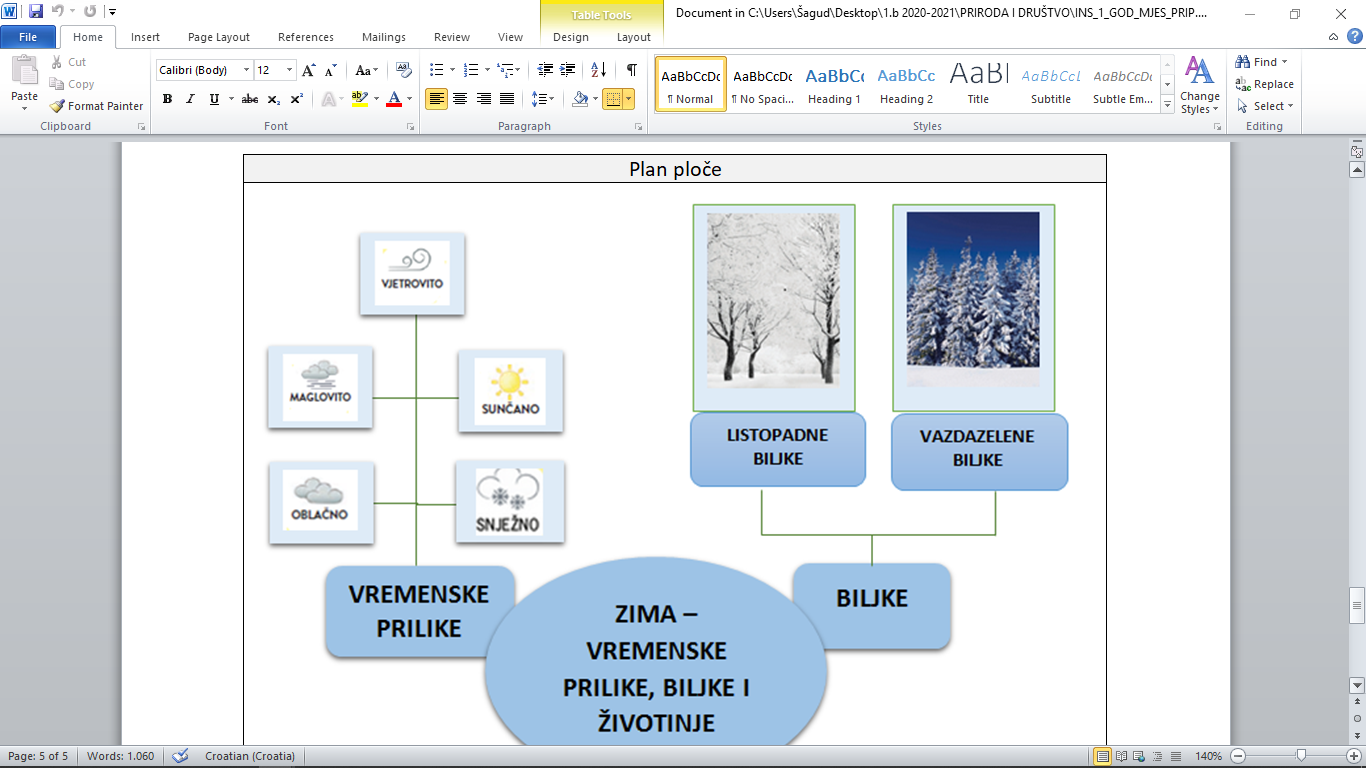 Table Tools
Document in C:\Users\Šagud\Desktop\1.b 2020-2021\PRIRODA I DRUŠTVO\INS_1_GOD_MJES_PRIP....
File
Home
Insert
Page Layout
References
Mailings
Review
View
Design
Layout
Paste
Cut
Copy
Format Painter
Clipboard
Calibri (Body)
12
Font
Paragraph
AaBbCcDc
¶ Normal
AaBbCcDc
¶ No Spaci...
AaBbCc
Heading 1
AaBbCc
Heading 2
AaBl
Title
AaBbCcL
Subtitle
AaBbCcDc
Subtle Em...
Change
Styles
Styles
Find
Replace
Select
Editing
Plan ploče
VJETROVITO
MAGLOVITO
SUNČANO
OBLAČNO
SNJEŽNO
VREMENSKE
PRILIKE
LISTOPADNE
BILJKE
VAZDAZELENE
BILJKE
BILJKE
ZIMA –
VREMENSKE
PRILIKE, BILJKE I
ŽIVOTINJE
Page: 5 of 5
Words: 1.060
Croatian (Croatia)
140%